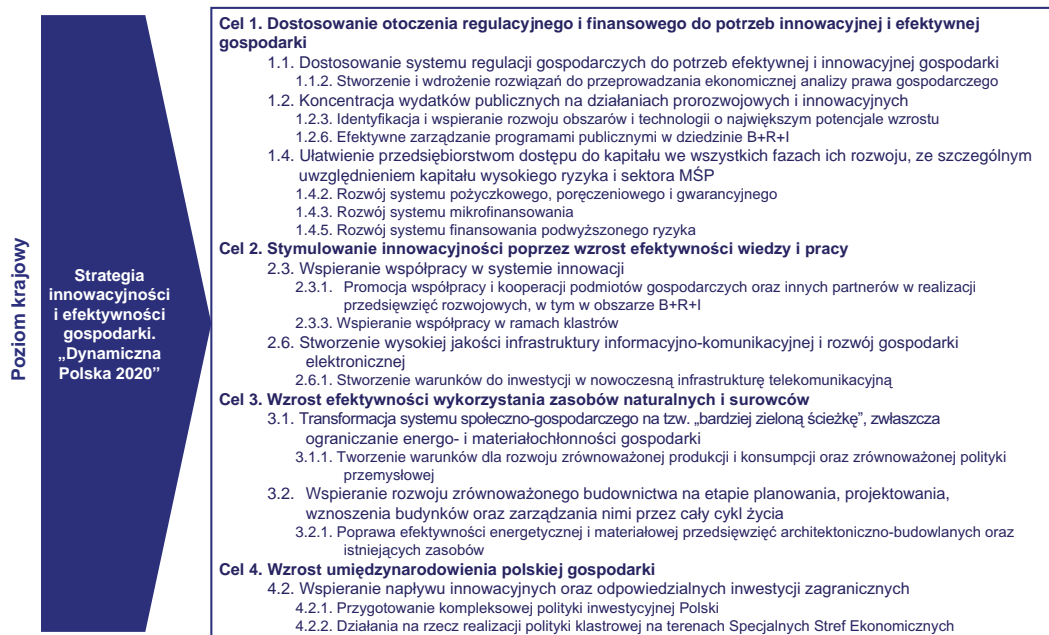 Poziom krajowy
Strategia
innowacyjności
i efektywności
gospodarki.
„Dynamiczna
Polska 2020”
Cel 1. Dostosowanie otoczenia regulacyjnego i finansowego do potrzeb innowacyjnej i efektywnej
gospodarki
1.1. Dostosowanie systemu regulacji gospodarczych do potrzeb efektywnej i innowacyjnej gospodarki
1.1.2. Stworzenie i wdrożenie rozwiązań do przeprowadzania ekonomicznej analizy prawa gospodarczego
1.2. Koncentracja wydatków publicznych na działaniach prorozwojowych i innowacyjnych
1.2.3. Identyfikacja i wspieranie rozwoju obszarów i technologii o największym potencjale wzrostu
1.2.6. Efektywne zarządzanie programami publicznymi w dziedzinie B+R+I
1.4. Ułatwienie przedsiębiorstwom dostępu do kapitału we wszystkich fazach ich rozwoju, ze szczególnym
uwzględnieniem kapitału wysokiego ryzyka i sektora MŚP
1.4.2. Rozwój systemu pożyczkowego, poręczeniowego i gwarancyjnego
1.4.3. Rozwój systemu mikrofinansowania
1.4.5. Rozwój systemu finansowania podwyższonego ryzyka
Cel 2. Stymulowanie innowacyjności poprzez wzrost efektywności wiedzy i pracy
2.3. Wspieranie współpracy w systemie innowacji
2.3.1. Promocja współpracy i kooperacji podmiotów gospodarczych oraz innych partnerów w realizacji
przedsięwzięć rozwojowych, w tym w obszarze B+R+I
2.3.3. Wspieranie współpracy w ramach klastrów
2.6. Stworzenie wysokiej jakości infrastruktury informacyjno-komunikacyjnej i rozwój gospodarki
elektronicznej
2.6.1. Stworzenie warunków do inwestycji w nowoczesną infrastrukturę telekomunikacyjną
Cel 3. Wzrost efektywności wykorzystania zasobów naturalnych i surowców
3.1. Transformacja systemu społeczno-gospodarczego na tzw. „bardziej zieloną ścieżkę”, zwłaszcza
ograniczanie energo- i materiałochłonności gospodarki
3.1.1. Tworzenie warunków dla rozwoju zrównoważonej produkcji i konsumpcji oraz zrównoważonej polityki
przemysłowej
3.2. Wspieranie rozwoju zrównoważonego budownictwa na etapie planowania, projektowania,
wznoszenia budynków oraz zarządzania nimi przez cały cykl życia
3.2.1. Poprawa efektywności energetycznej i materiałowej przedsięwzięć architektoniczno-budowlanych oraz
istniejących zasobów
Cel 4. Wzrost umiędzynarodowienia polskiej gospodarki
4.2. Wspieranie napływu innowacyjnych oraz odpowiedzialnych inwestycji zagranicznych
4.2.1. Przygotowanie kompleksowej polityki inwestycyjnej Polski
4.2.2. Działania na rzecz realizacji polityki klastrowej na terenach Specjalnych Stref Ekonomicznych